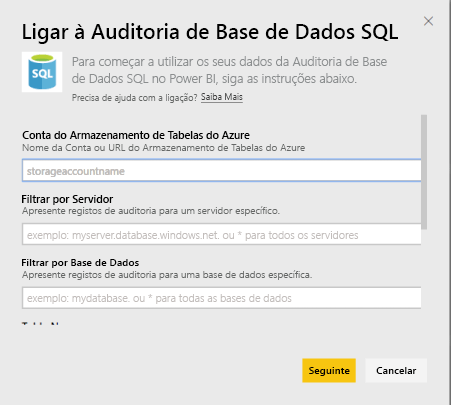 Ligar à Auditoria de Base de Dados SQL
SQL
Para começar a utilizar os seus dados da Auditoria de Base
de Dados SQL no Power BI, siga as instruções abaixo.
Precisa de ajuda com a ligação? Saiba Mais
Conta do Armazenamento de Tabelas do Azure
Nome da Conta ou URL do Armazenamento de Tabelas do Azure
storageaccountname
Filtrar por Servidor
Apresente registos de auditoria para um servidor específico.
exemplo: myserver.database.windows.net. ou * para todos os servidores
Filtrar por Base de Dados
Apresente registos de auditoria para uma base de dados específica.
exemplo: mydatabase. ou * para todas as bases de dados
Seguinte
Cancelar